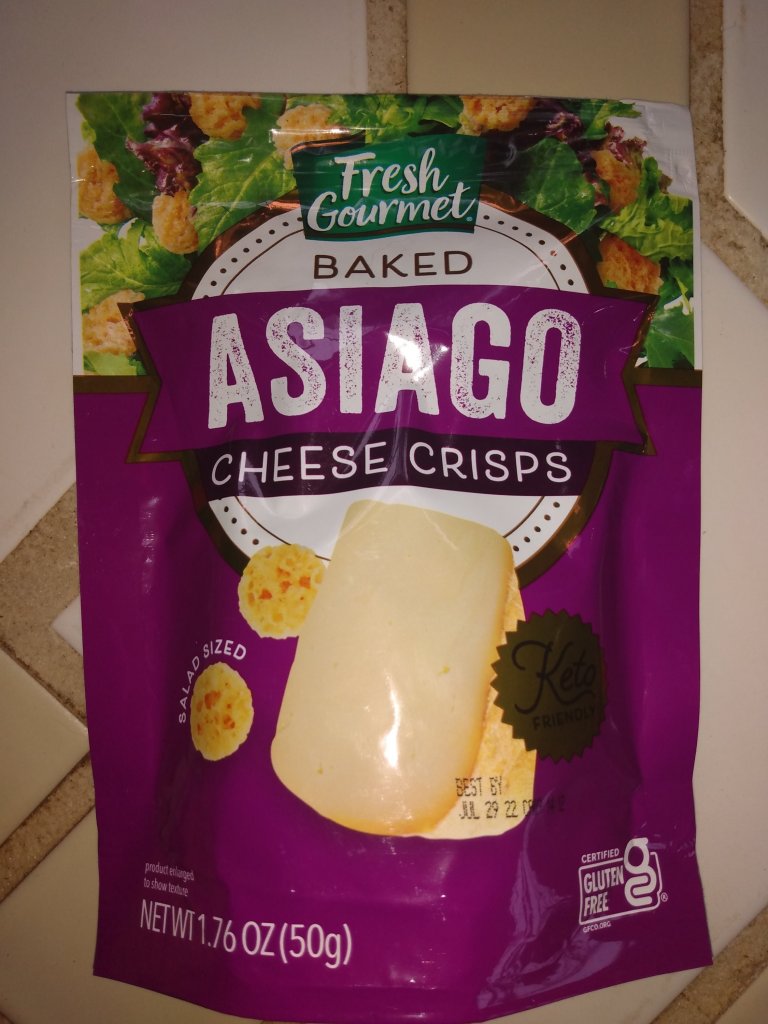 Fresh
Gourmet®
BAKED
ASIAGO
CHEESE CRISPS
SALAD SIZED
Keto
FRIENDLY
BEST BY
JUL 29 22
product enlarged
to show texture
NET WT 1.76 OZ (50g)
CERTIFIED
GLUTEN
FREE
®
GFCO.ORG